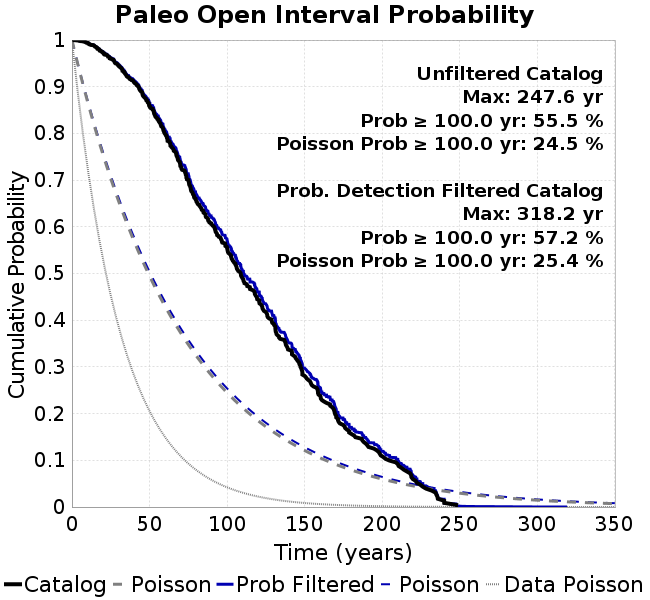 Paleo Open Interval Probability
Unfiltered Catalog
Max: 247.6 yr
Prob ≥ 100.0 yr: 55.5 %
Poisson Prob ≥ 100.0 yr: 24.5 %
Prob. Detection Filtered Catalog
Max: 318.2 yr
Prob ≥ 100.0 yr: 57.2 %
Poisson Prob ≥ 100.0 yr: 25.4 %
Cumulative Probability
1
0.9
0.8
0.7
0.6
0.5
0.4
0.3
0.2
0.1
0
0 50 100 150 200 250 300 350
Time (years)
Catalog Poisson Prob Filtered Poisson Data Poisson